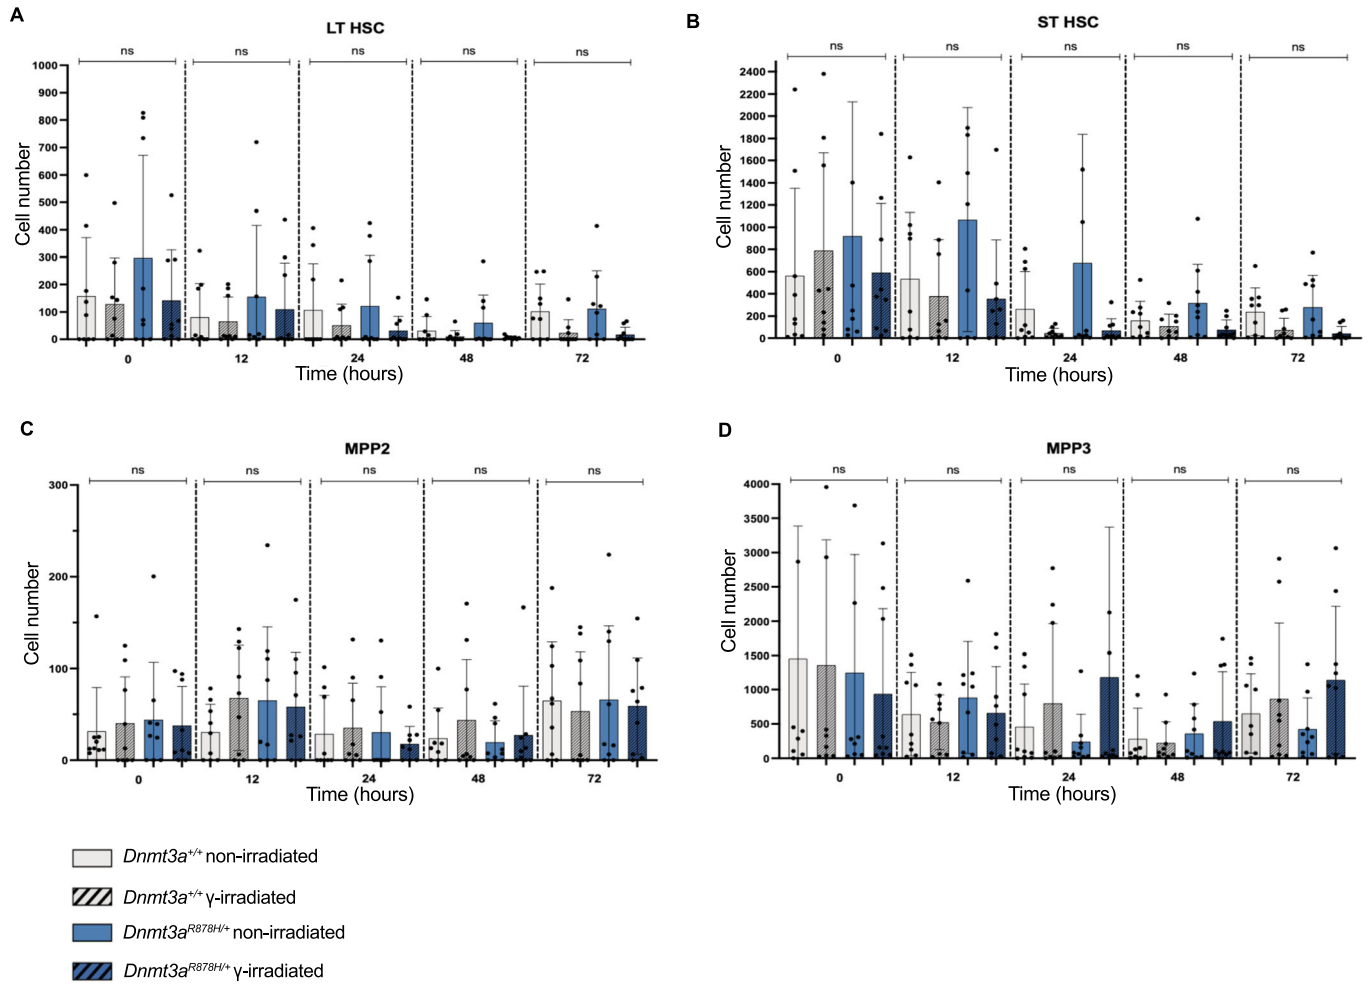 A
LT HSC
ns ns ns ns ns
1000
900
800
700
600
500
400
300
200
100
0
Cell number
0 12 24 48 72
Time (hours)
B
ST HSC
ns ns ns ns ns
2400
2200
2000
1800
1600
1400
1200
1000
800
600
400
200
0
Cell number
0 12 24 48 72
Time (hours)
C
MPP2
ns ns ns ns ns
300
200
100
0
Cell number
0 12 24 48 72
Time (hours)
D
MPP3
ns ns ns ns ns
4000
3500
3000
2500
2000
1500
1000
500
0
Cell number
0 12 24 48 72
Time (hours)
Dnmt3a+/+ non-irradiated
Dnmt3a+/+ γ-irradiated
Dnmt3aR878H/+ non-irradiated
Dnmt3aR878H/+ γ-irradiated